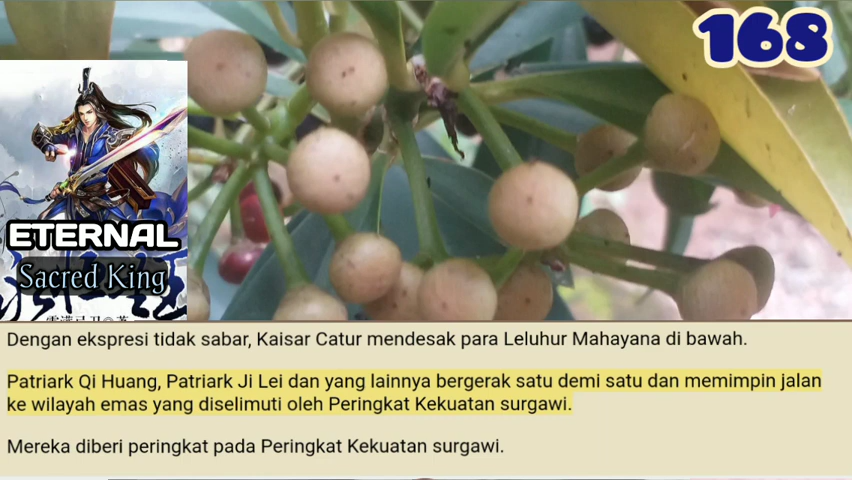 168
ETERNAL
Sacred King
Dengan ekspresi tidak sabar, Kaisar Catur mendesak para Leluhur Mahayana di bawah.
Patriark Qi Huang, Patriark Ji Lei dan yang lainnya bergerak satu demi satu dan memimpin jalan
ke wilayah emas yang diselimuti oleh Peringkat Kekuatan surgawi.
Mereka diberi peringkat pada Peringkat Kekuatan surgawi.